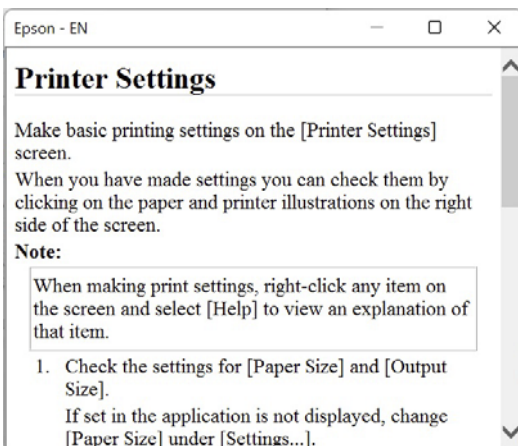 Epson - EN
Printer Settings
Make basic printing settings on the [Printer Settings]
screen.
When you have made settings you can check them by
clicking on the paper and printer illustrations on the right
side of the screen.
Note:
When making print settings, right-click any item on
the screen and select [Help] to view an explanation of
that item.
1. Check the settings for [Paper Size] and [Output
Size].
If set in the application is not displayed, change
[Paper Size] under [Settings...].